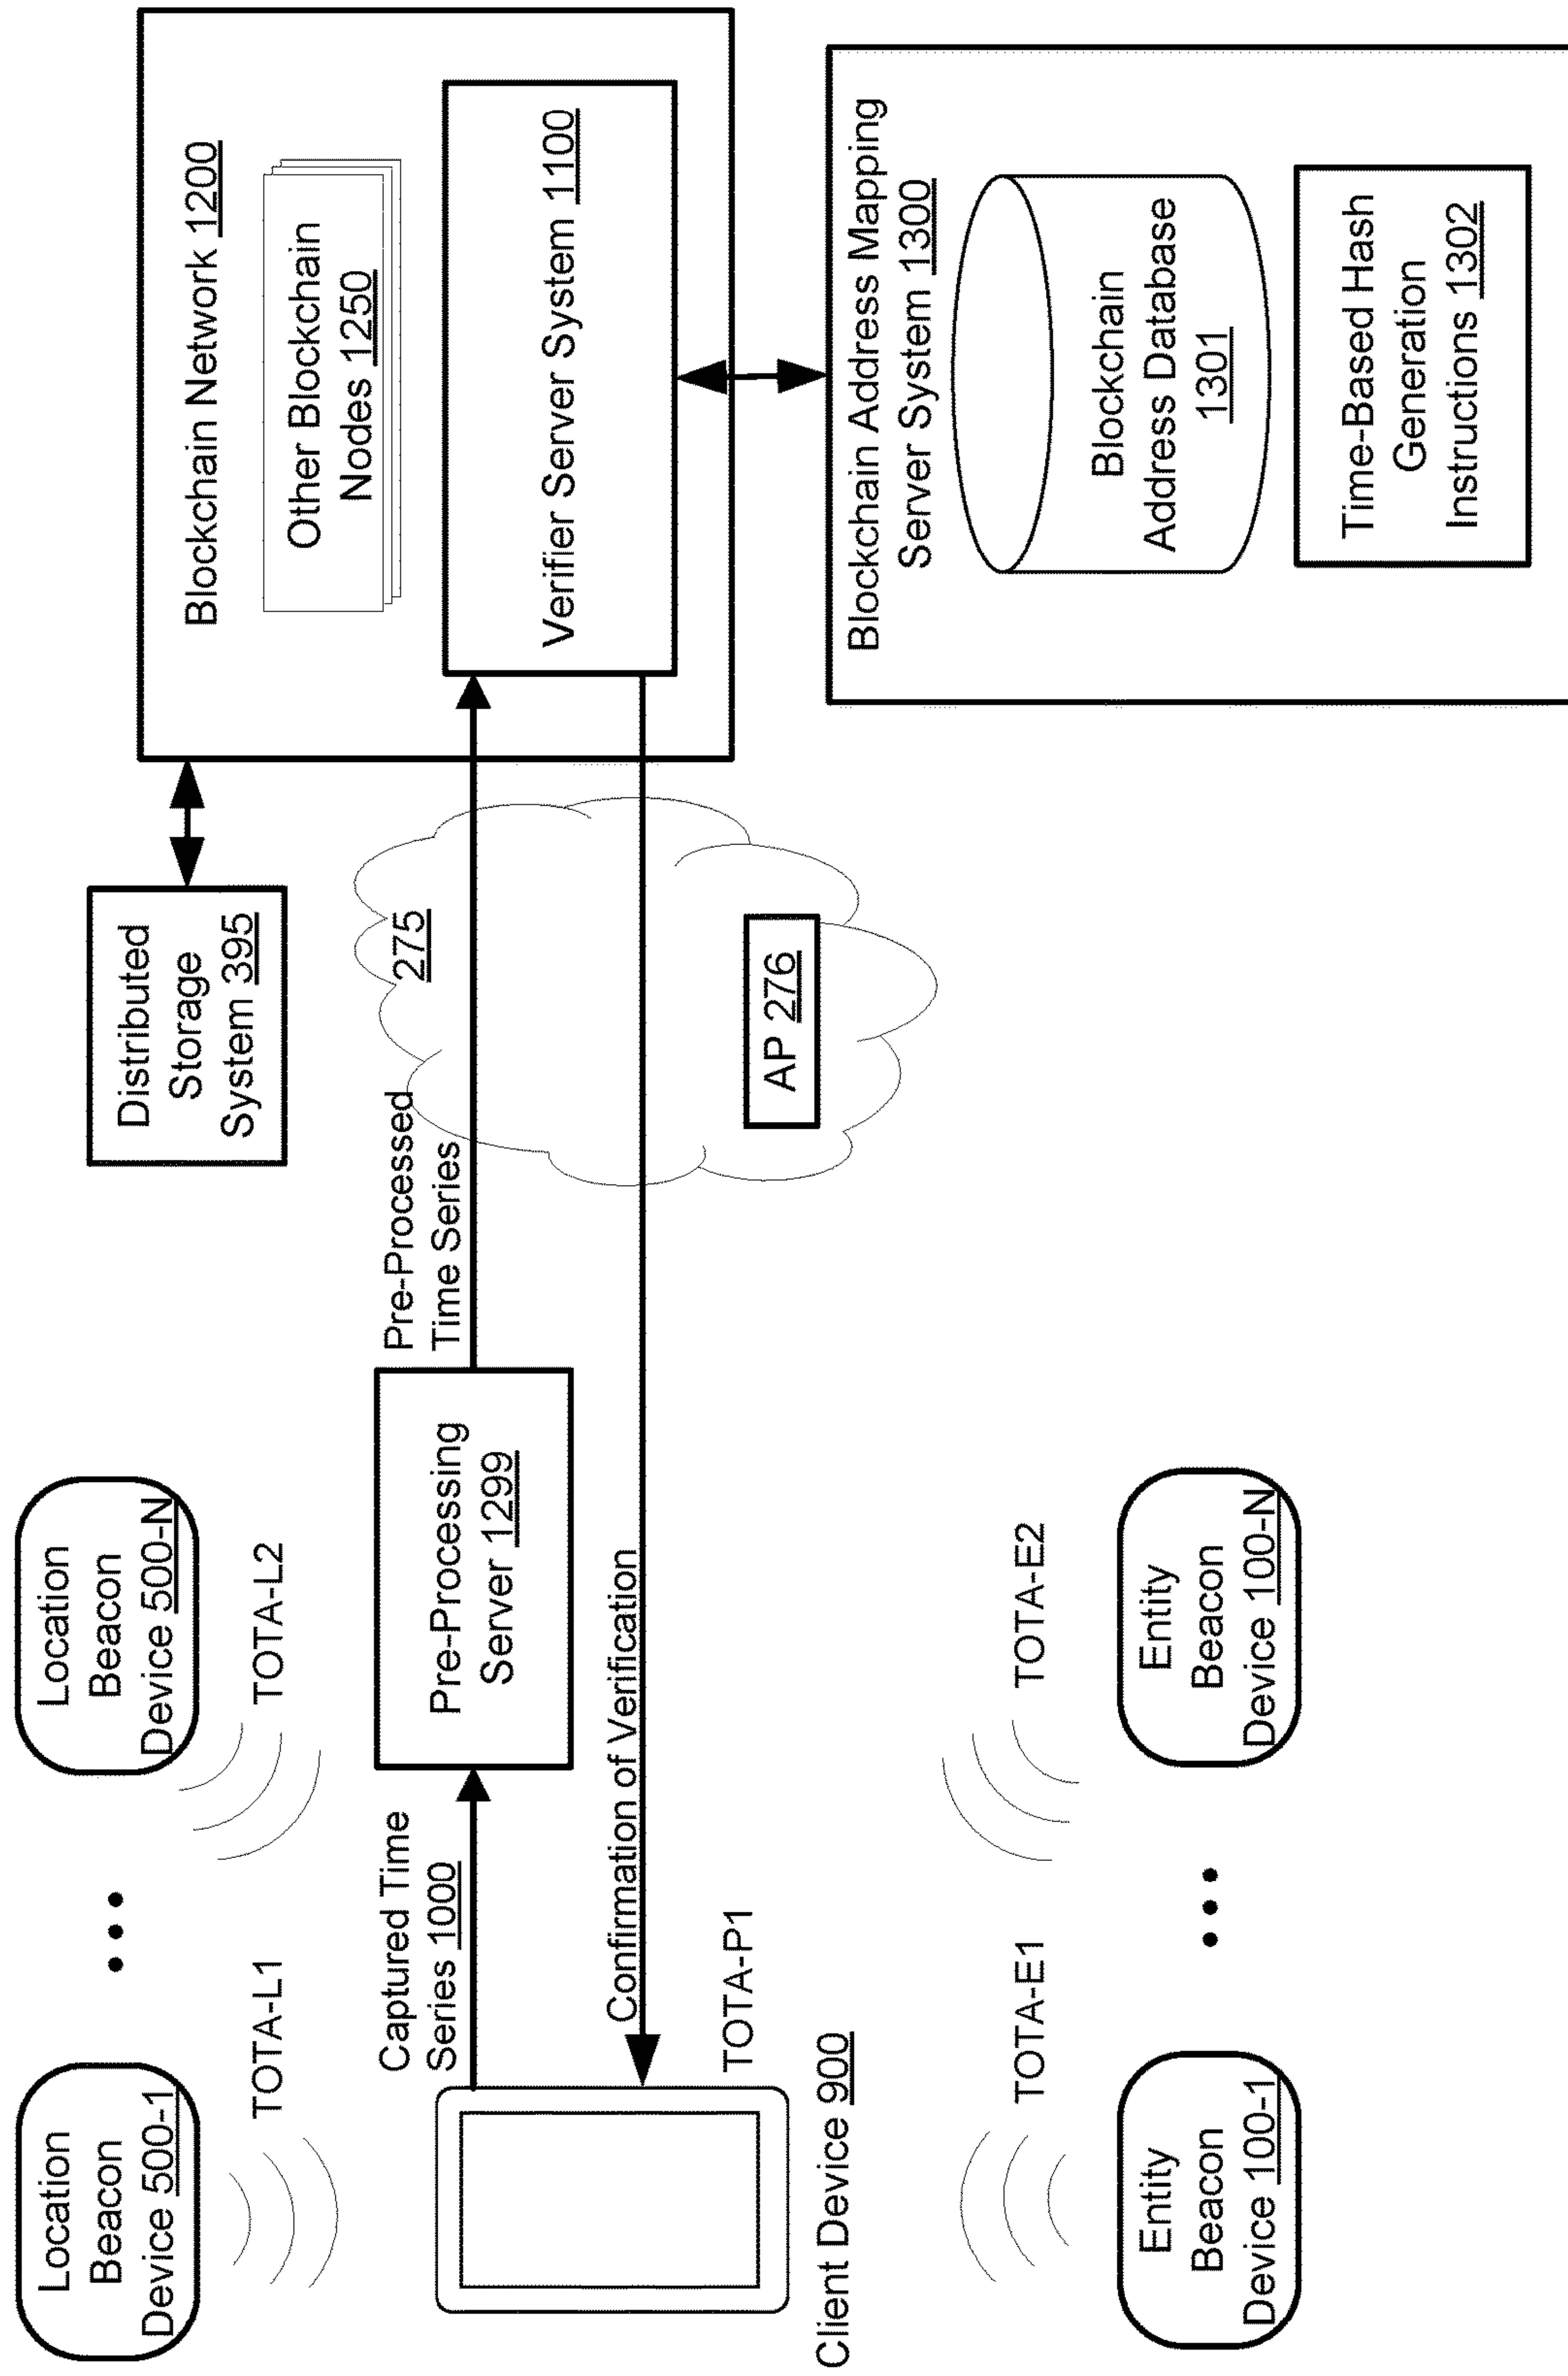 Location
Beacon
Device 500-1
Location
Beacon
Device 500-N
TOTA-L1
TOTA-L2
Distributed
Storage
System 395
Blockchain Network 1200
Other Blockchain
Nodes 1250
Verifier Server System 1100
Captured Time
Series 1000
Pre-Processing
Server 1299
Pre-Processed
Time Series
275
Confirmation of Verification
AP 276
TOTA-P1
Client Device 900
Blockchain Address Mapping
Server System 1300
Blockchain
Address Database
1301
Time-Based Hash
Generation
Instructions 1302
TOTA-E1
TOTA-E2
Entity
Beacon
Device 100-1
Entity
Beacon
Device 100-N